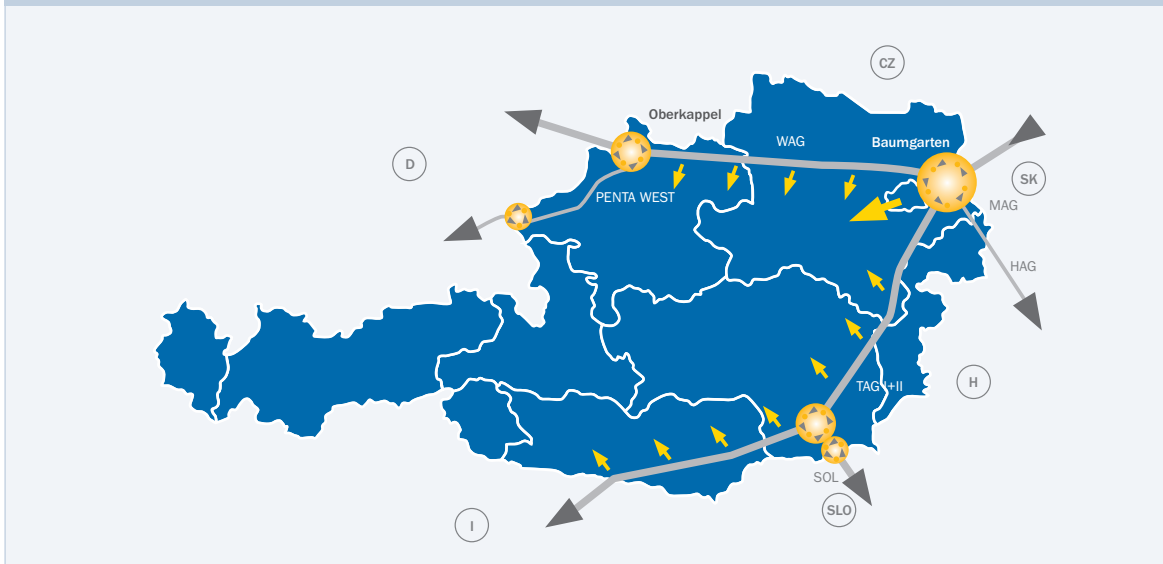 CZ
Oberkappel
WAG
Baumgarten
D
SK
PENTA WEST
MAG
HAG
H
TAG I+II
SOL
SLO
I